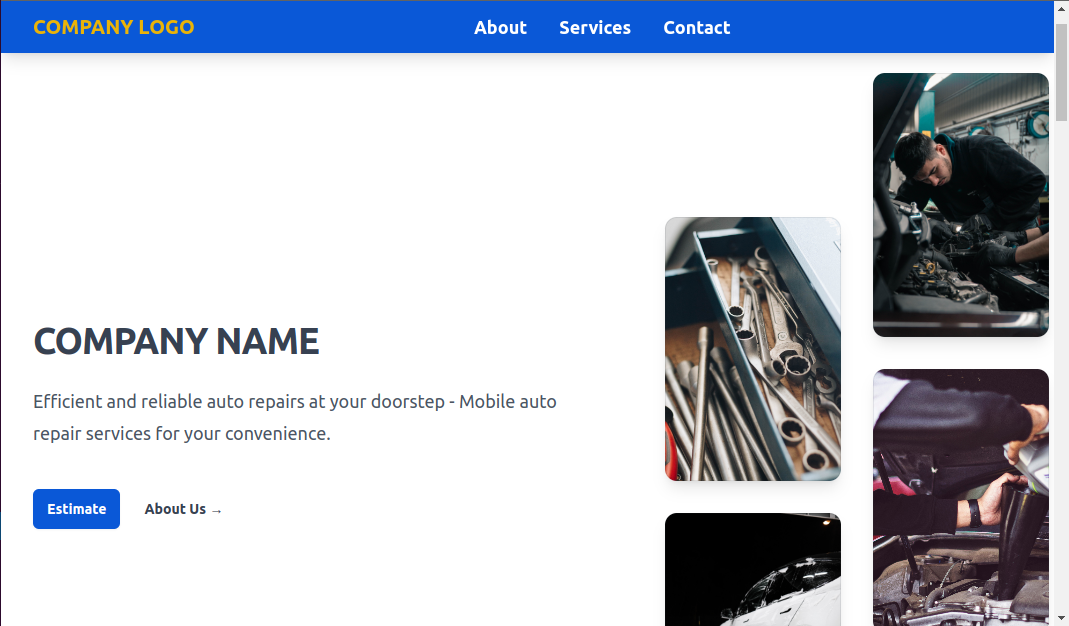 COMPANY LOGO
About
Services
Contact
COMPANY NAME
Efficient and reliable auto repairs at your doorstep - Mobile auto
repair services for your convenience.
Estimate
About Us →